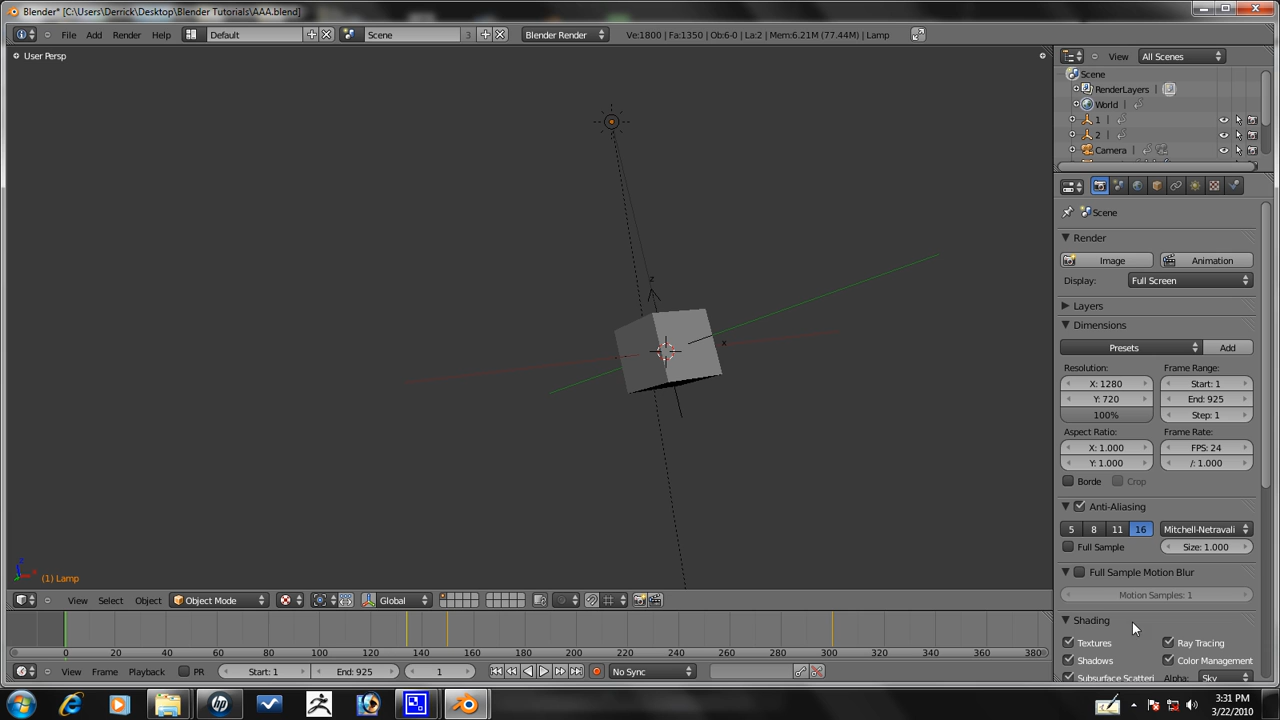 Blender* [C:\Users\Derrick\Desktop\Blender Tutorials\AAA.blend]
File Add Render Help Default Scene 3 Blender Render Ve:1800 | Fa:1350 | Ob:6-0 | La:2 | Mem:6.21M (77.44M) | Lamp
User Persp
View All Scenes
Scene
RenderLayers
World
1
2
Camera
Scene
Render
Image Animation
Display: Full Screen
Layers
Dimensions
Presets Add
Resolution: Frame Range:
X: 1280 Start: 1
Y: 720 End: 925
100% Step: 1
Aspect Ratio: Frame Rate:
X: 1.000 FPS: 24
Y: 1.000 /: 1.000
Borde Crop
Anti-Aliasing
5 8 11 16 Mitchell-Netravali
Full Sample Size: 1.000
Full Sample Motion Blur
Motion Samples: 1
Shading
Textures Ray Tracing
Shadows Color Management
Subsurface Scatteri Alpha: Sky
z
x
(1) Lamp
View Select Object Object Mode Global
0 20 40 60 80 100 120 140 160 180 200 220 240 260 280 300 320 340 360 380
View Frame Playback PR Start: 1 End: 925 1 No Sync
3:31 PM
3/22/2010